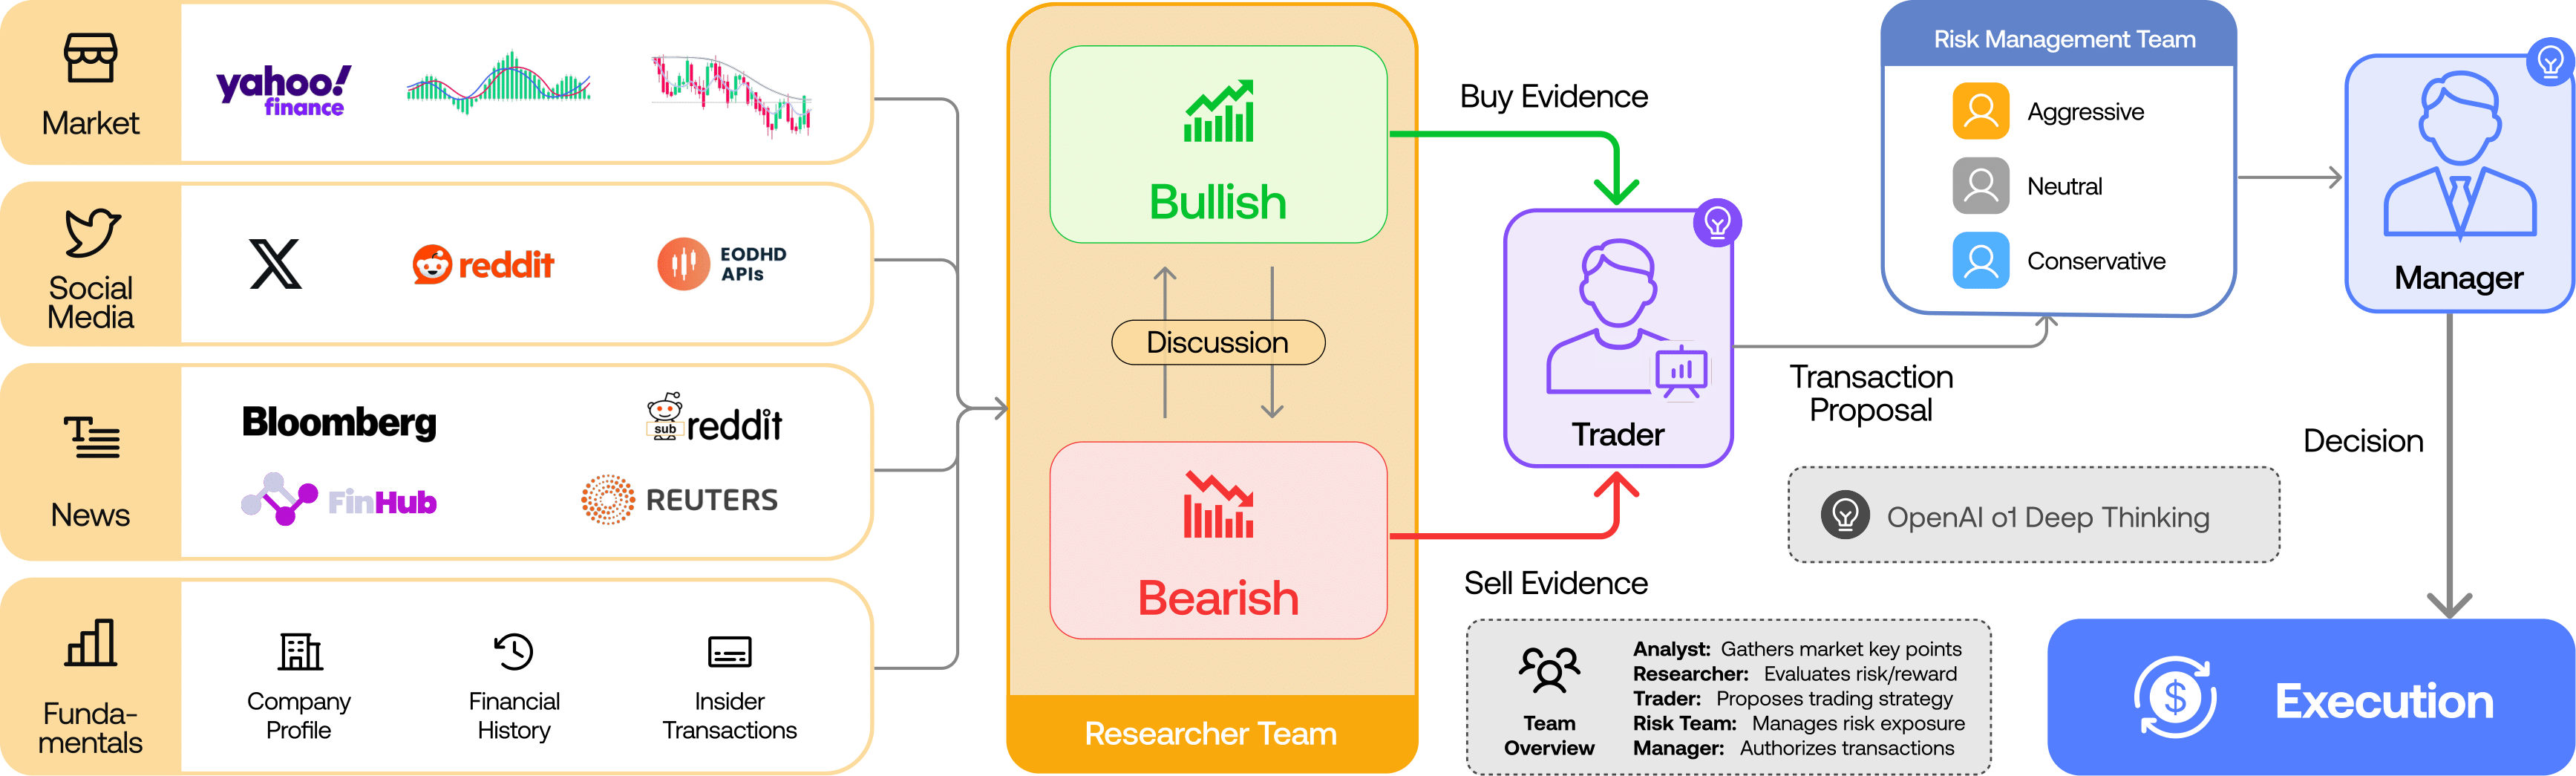 Market
yahoo!
finance
Social
Media
X
reddit
EODHD
APIs
News
Bloomberg
sub
reddit
FinHub
REUTERS
Funda-
mentals
Company
Profile
Financial
History
Insider
Transactions
Bullish
Discussion
Bearish
Researcher Team
Buy Evidence
Sell Evidence
Trader
Transaction
Proposal
Risk Management Team
Aggressive
Neutral
Conservative
Manager
Decision
OpenAI o1 Deep Thinking
Team
Overview
Analyst: Gathers market key points
Researcher: Evaluates risk/reward
Trader: Proposes trading strategy
Risk Team: Manages risk exposure
Manager: Authorizes transactions
$
Execution